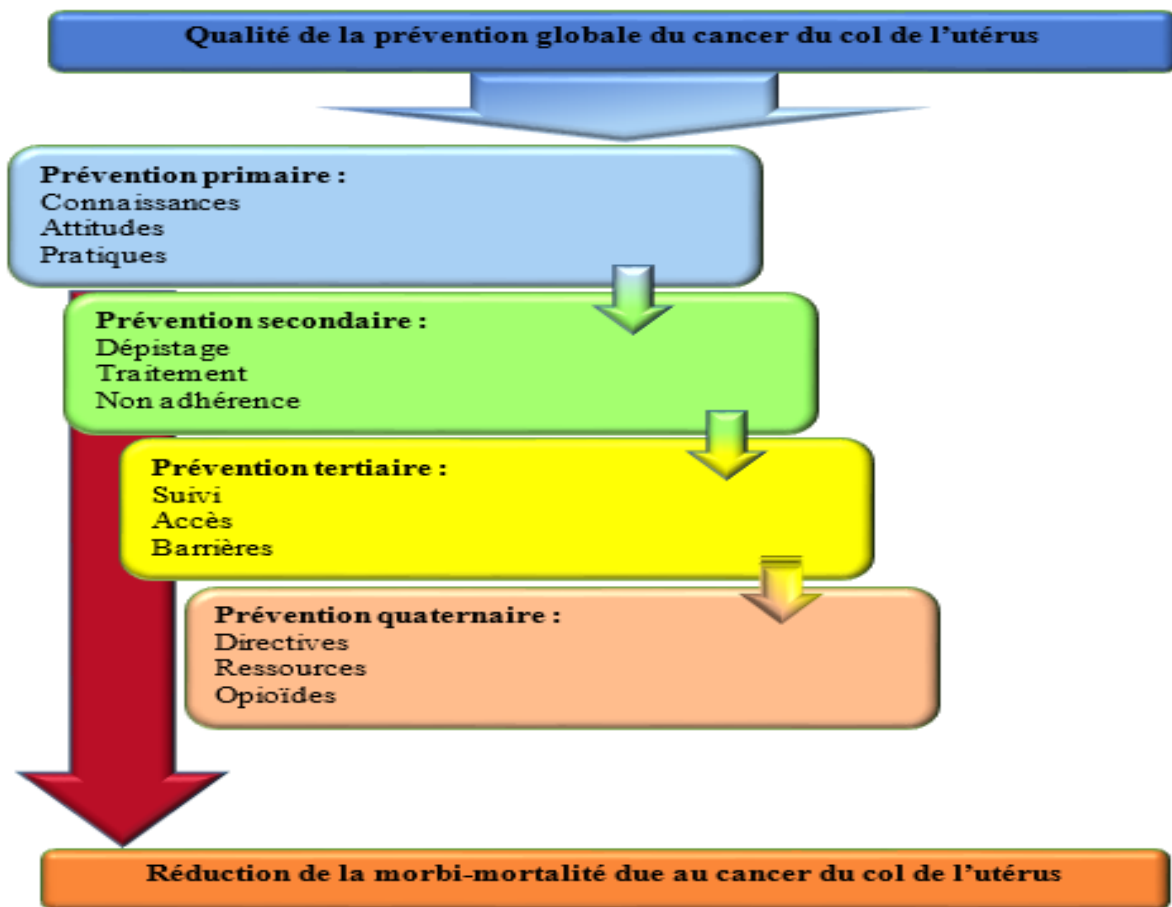 Qualité de la prévention globale du cancer du col de l’utérus
Prévention primaire :
Connaissances
Attitudes
Pratiques
Prévention secondaire :
Dépistage
Traitement
Non adhérence
Prévention tertiaire :
Suivi
Accès
Barrières
Prévention quaternaire :
Directives
Ressources
Opioïdes
Réduction de la morbi-mortalité due au cancer du col de l’utérus